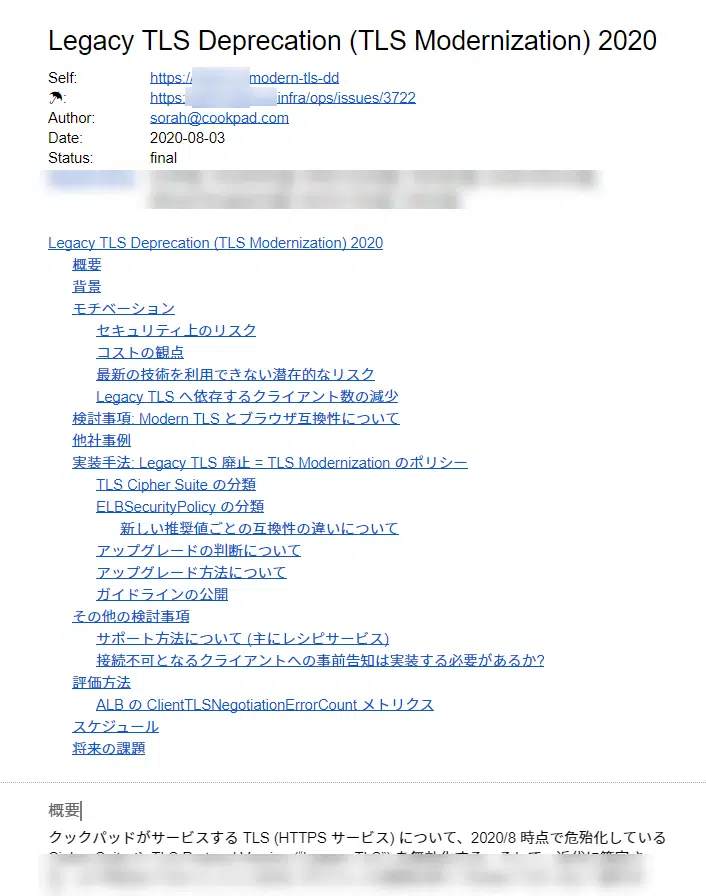 Legacy TLS Deprecation (TLS Modernization) 2020
Self: https:/ modern-tls-dd
☂: https: infra/ops/issues/3722
Author: sorah@cookpad.com
Date: 2020-08-03
Status: final
Legacy TLS Deprecation (TLS Modernization) 2020
概要
背景
モチベーション
セキュリティ上のリスク
コストの観点
最新の技術を利用できない潜在的なリスク
Legacy TLS へ依存するクライアント数の減少
検討事項: Modern TLS とブラウザ互換性について
他社事例
実装手法: Legacy TLS 廃止 = TLS Modernization のポリシー
TLS Cipher Suite の分類
ELBSecurityPolicy の分類
新しい推奨値ごとの互換性の違いについて
アップグレードの判断について
アップグレード方法について
ガイドラインの公開
その他の検討事項
サポート方法について (主にレシピサービス)
接続不可となるクライアントへの事前告知は実装する必要があるか?
評価方法
ALB の ClientTLSNegotiationErrorCount メトリクス
スケジュール
将来の課題
概要
クックパッドがサービスする TLS (HTTPS サービス) について、2020/8 時点で危殆化している